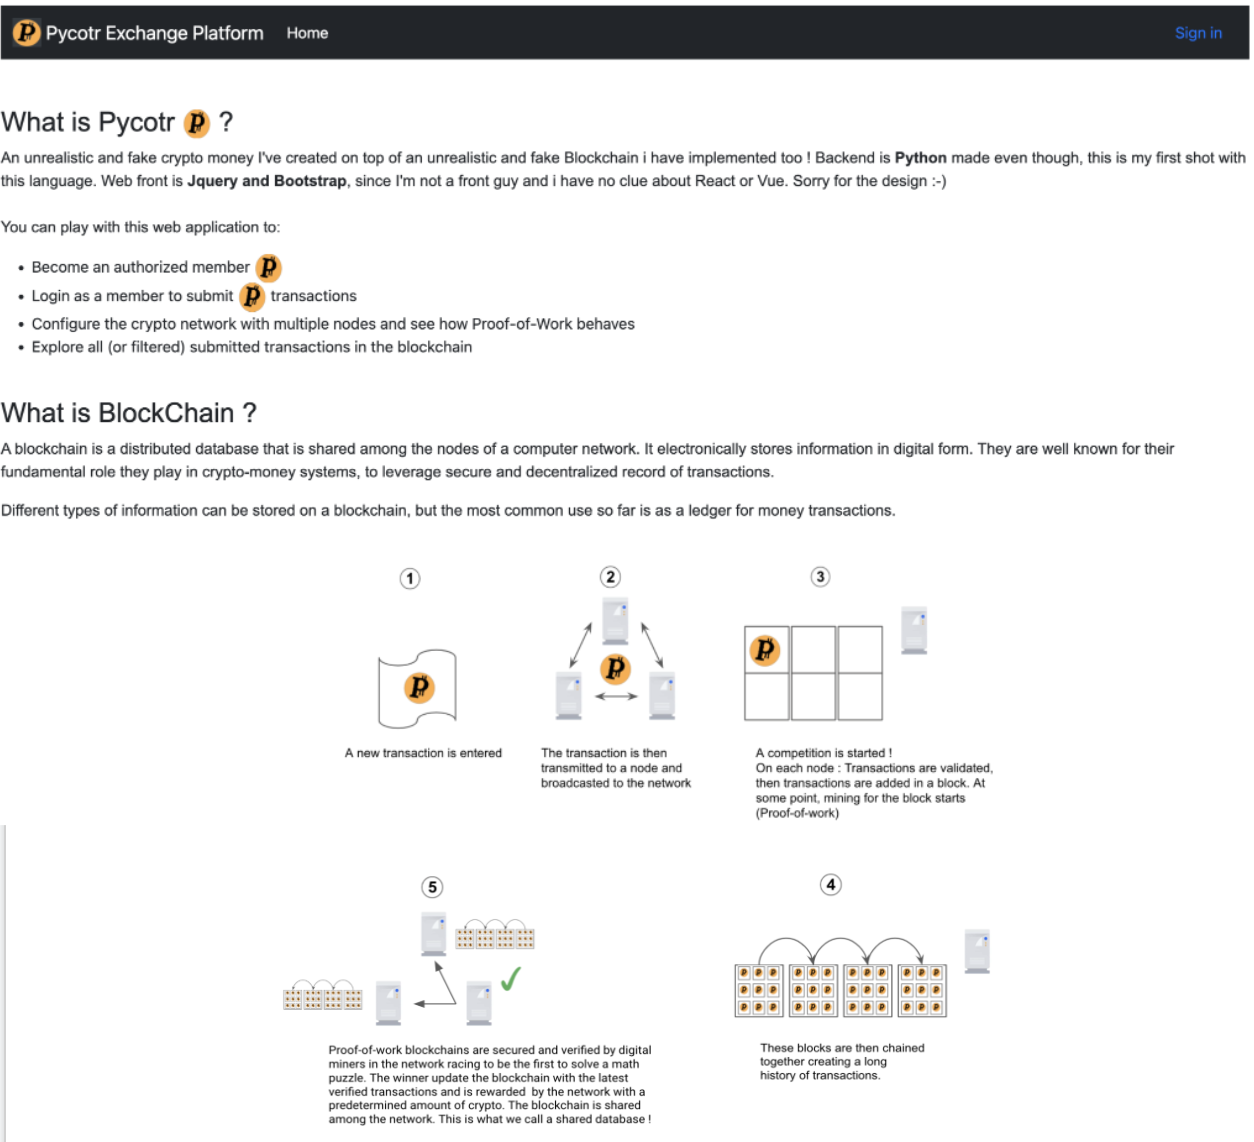 Pycotr Exchange Platform Home Sign in
What is Pycotr ?
An unrealistic and fake crypto money I've created on top of an unrealistic and fake Blockchain i have implemented too ! Backend is Python made even though, this is my first shot with
this language. Web front is Jquery and Bootstrap, since I'm not a front guy and i have no clue about React or Vue. Sorry for the design :-)
You can play with this web application to:
• Become an authorized member
• Login as a member to submit transactions
• Configure the crypto network with multiple nodes and see how Proof-of-Work behaves
• Explore all (or filtered) submitted transactions in the blockchain
What is BlockChain ?
A blockchain is a distributed database that is shared among the nodes of a computer network. It electronically stores information in digital form. They are well known for their
fundamental role they play in crypto-money systems, to leverage secure and decentralized record of transactions.
Different types of information can be stored on a blockchain, but the most common use so far is as a ledger for money transactions.
1
A new transaction is entered
2
The transaction is then
transmitted to a node and
broadcasted to the network
3
A competition is started !
On each node : Transactions are validated,
then transactions are added in a block. At
some point, mining for the block starts
(Proof-of-work)
5
Proof-of-work blockchains are secured and verified by digital
miners in the network racing to be the first to solve a math
puzzle. The winner update the blockchain with the latest
verified transactions and is rewarded by the network with a
predetermined amount of crypto. The blockchain is shared
among the network. This is what we call a shared database !
4
These blocks are then chained
together creating a long
history of transactions.